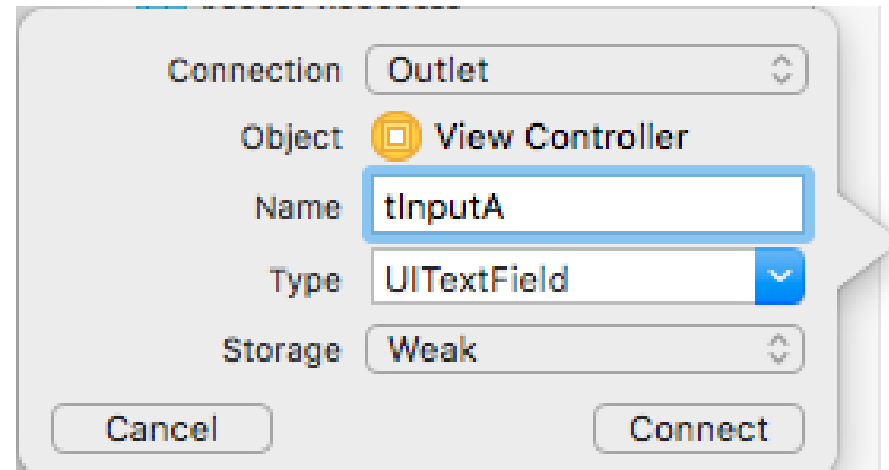 Connection Outlet
Object View Controller
Name tInputA
Type UITextField
Storage Weak
Cancel Connect